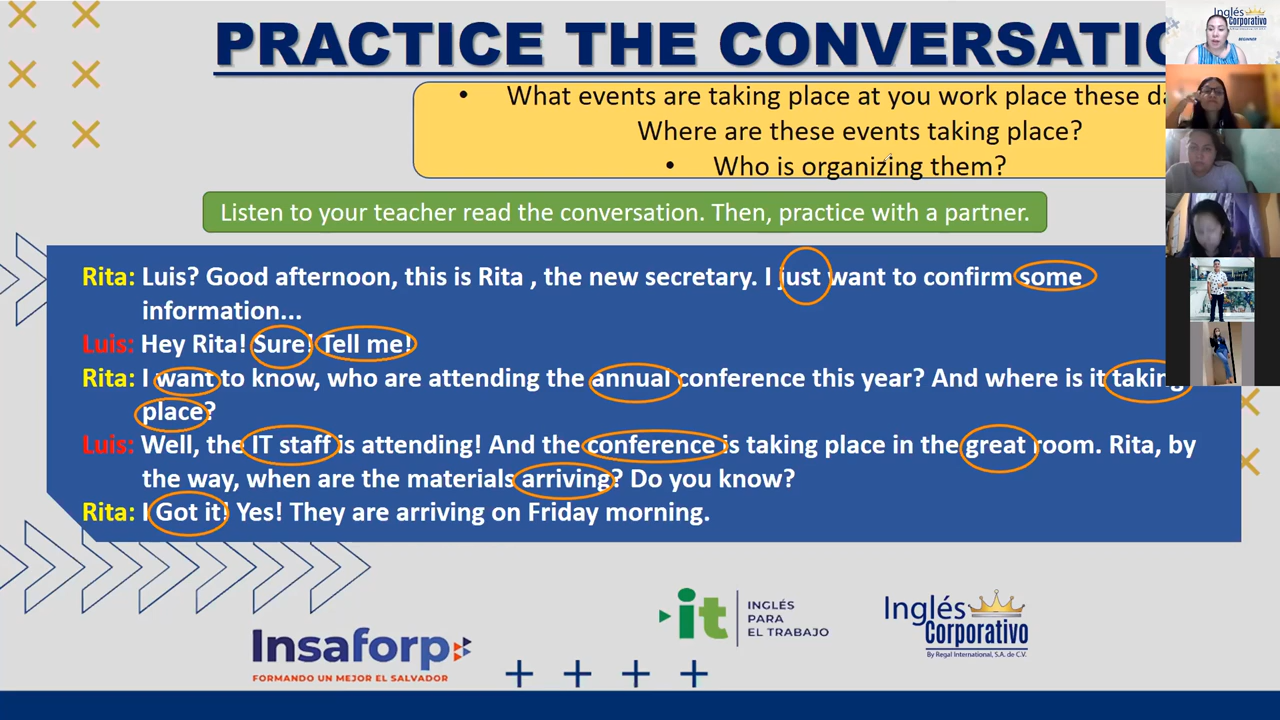 PRACTICE THE CONVERSATIO
• What events are taking place at you work place these da
Where are these events taking place?
• Who is organizing them?
Listen to your teacher read the conversation. Then, practice with a partner.
Rita: Luis? Good afternoon, this is Rita , the new secretary. I just want to confirm some
information...
Luis: Hey Rita! Sure! Tell me!
Rita: I want to know, who are attending the annual conference this year? And where is it taking
place?
Luis: Well, the IT staff is attending! And the conference is taking place in the great room. Rita, by
the way, when are the materials arriving? Do you know?
Rita: I Got it! Yes! They are arriving on Friday morning.
Insaforp
FORMANDO UN MEJOR EL SALVADOR
it
INGLÉS
PARA
EL TRABAJO
Inglés
Corporativo
By Regal International, S.A. de C.V.
Inglés
Corporativo
BEGINNER